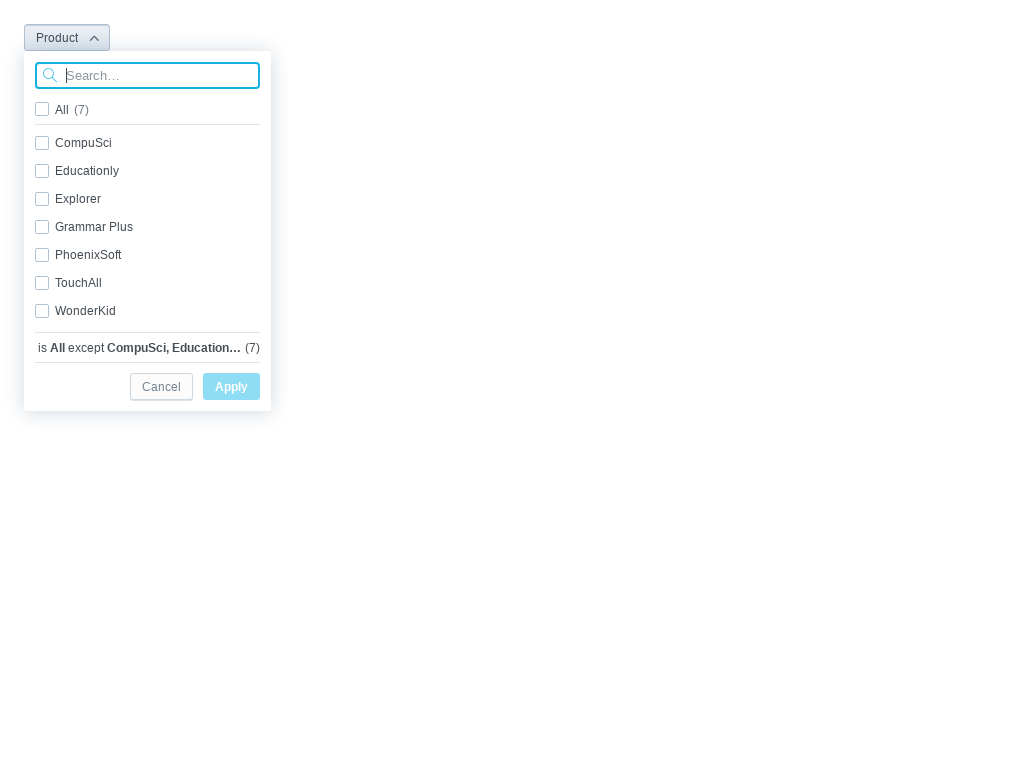 Product
Search…
All (7)
CompuSci
Educationly
Explorer
Grammar Plus
PhoenixSoft
TouchAll
WonderKid
is All except CompuSci, Education… (7)
Cancel Apply